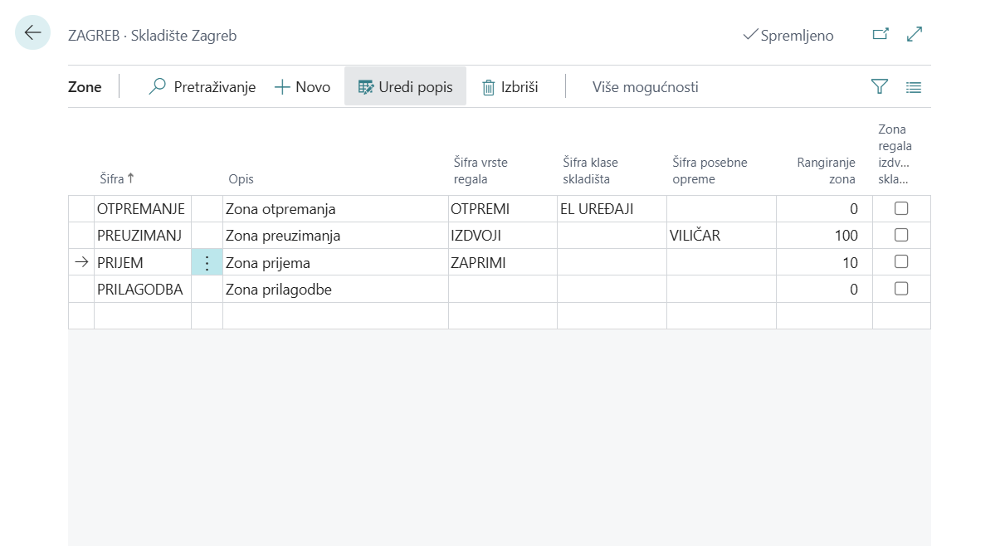 ZAGREB · Skladište Zagreb
Spremljeno
Zone Pretraživanje Novo Uredi popis Izbriši Više mogućnosti
Šifra Opis Šifra vrste regala Šifra klase skladišta Šifra posebne opreme Rangiranje zona Zona regala izdv... skla...
OTPREMANJE Zona otpremanja OTPREMI EL UREĐAJI 0
PREUZIMANJ Zona preuzimanja IZDVOJI VILIČAR 100
PRIJEM Zona prijema ZAPRIMI 10
PRILAGODBA Zona prilagodbe 0